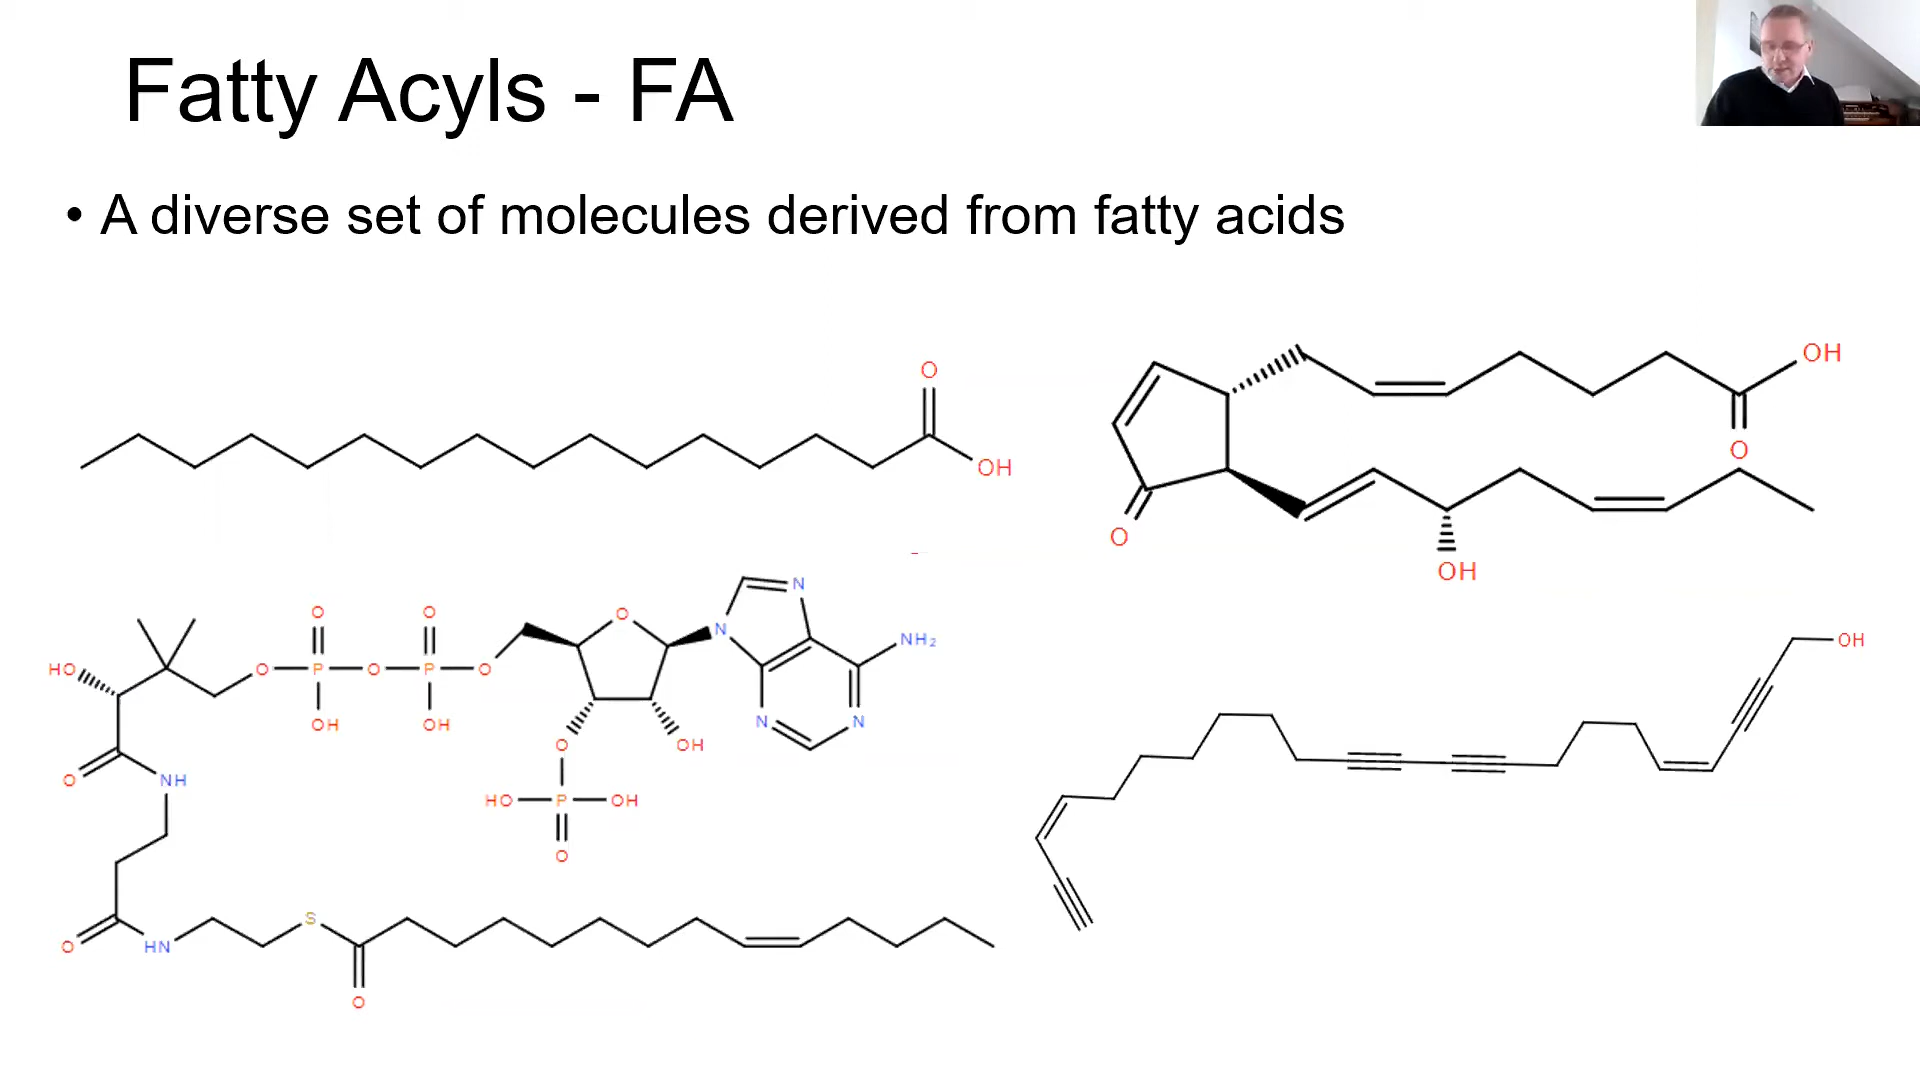 Fatty Acyls - FA
• A diverse set of molecules derived from fatty acids
O
OH
OH
O
O
OH
O O O N N NH₂
HO O P O P O N
OH OH
N N
O OH
O NH
HO P OH
O
S
O HN
O
OH